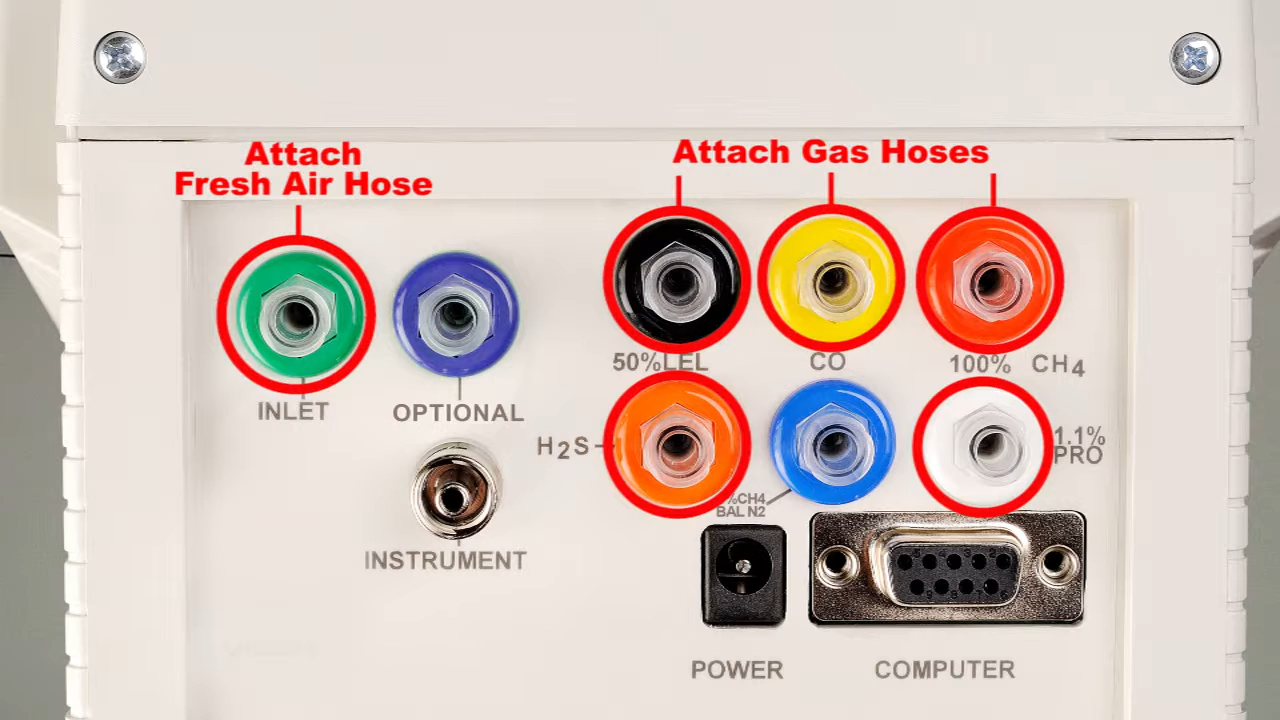 Attach
Fresh Air Hose
Attach Gas Hoses
50%LEL
CO
100% CH4
INLET
OPTIONAL
H2S
1.1%
PRO
%CH4
BAL N2
INSTRUMENT
POWER
COMPUTER